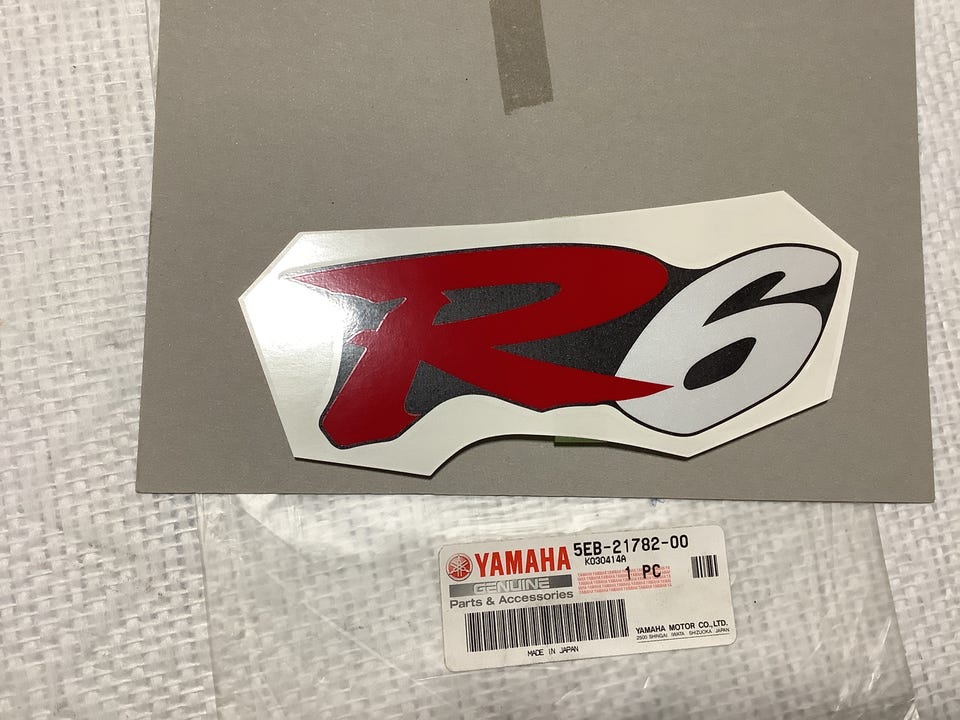 R6
YAMAHA 5EB-21782-00
K030414A
GENUINE 1 PC
Parts & Accessories
YAMAHA MOTOR CO.,LTD.
2500 SHINGAI IWATA SHIZUOKA JAPAN
MADE IN JAPAN